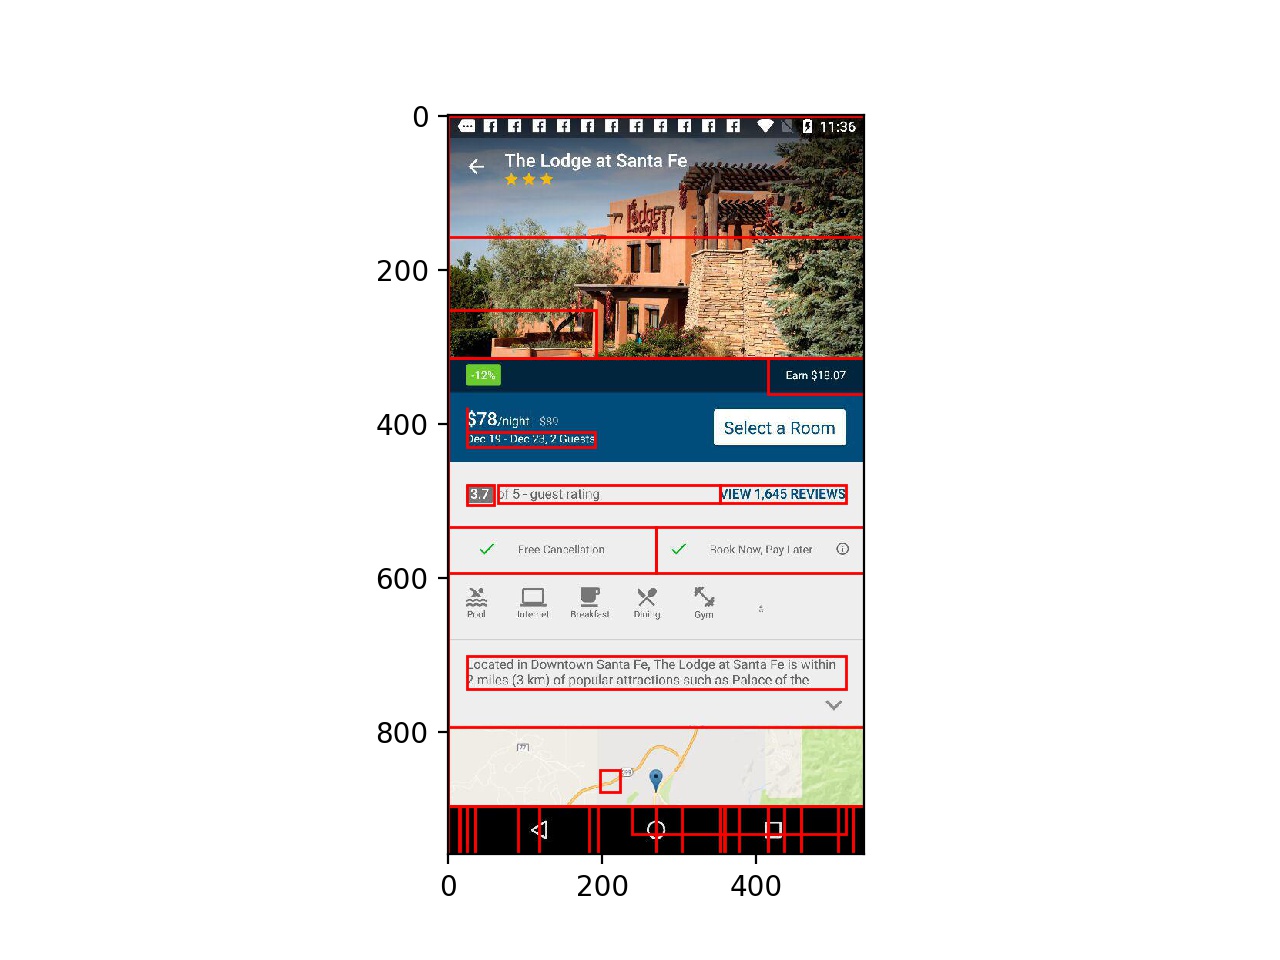 0
11:36
The Lodge at Santa Fe
Lodge
200
-12%
Earn $18.07
400
$78/night $89
Select a Room
Dec 19 - Dec 23, 2 Guests
3.7 of 5 - guest rating
VIEW 1,645 REVIEWS
Free Cancellation
Book Now, Pay Later
600
Pool
Internet
Breakfast
Dining
Gym
Located in Downtown Santa Fe, The Lodge at Santa Fe is within
2 miles (3 km) of popular attractions such as Palace of the
800
0
200
400